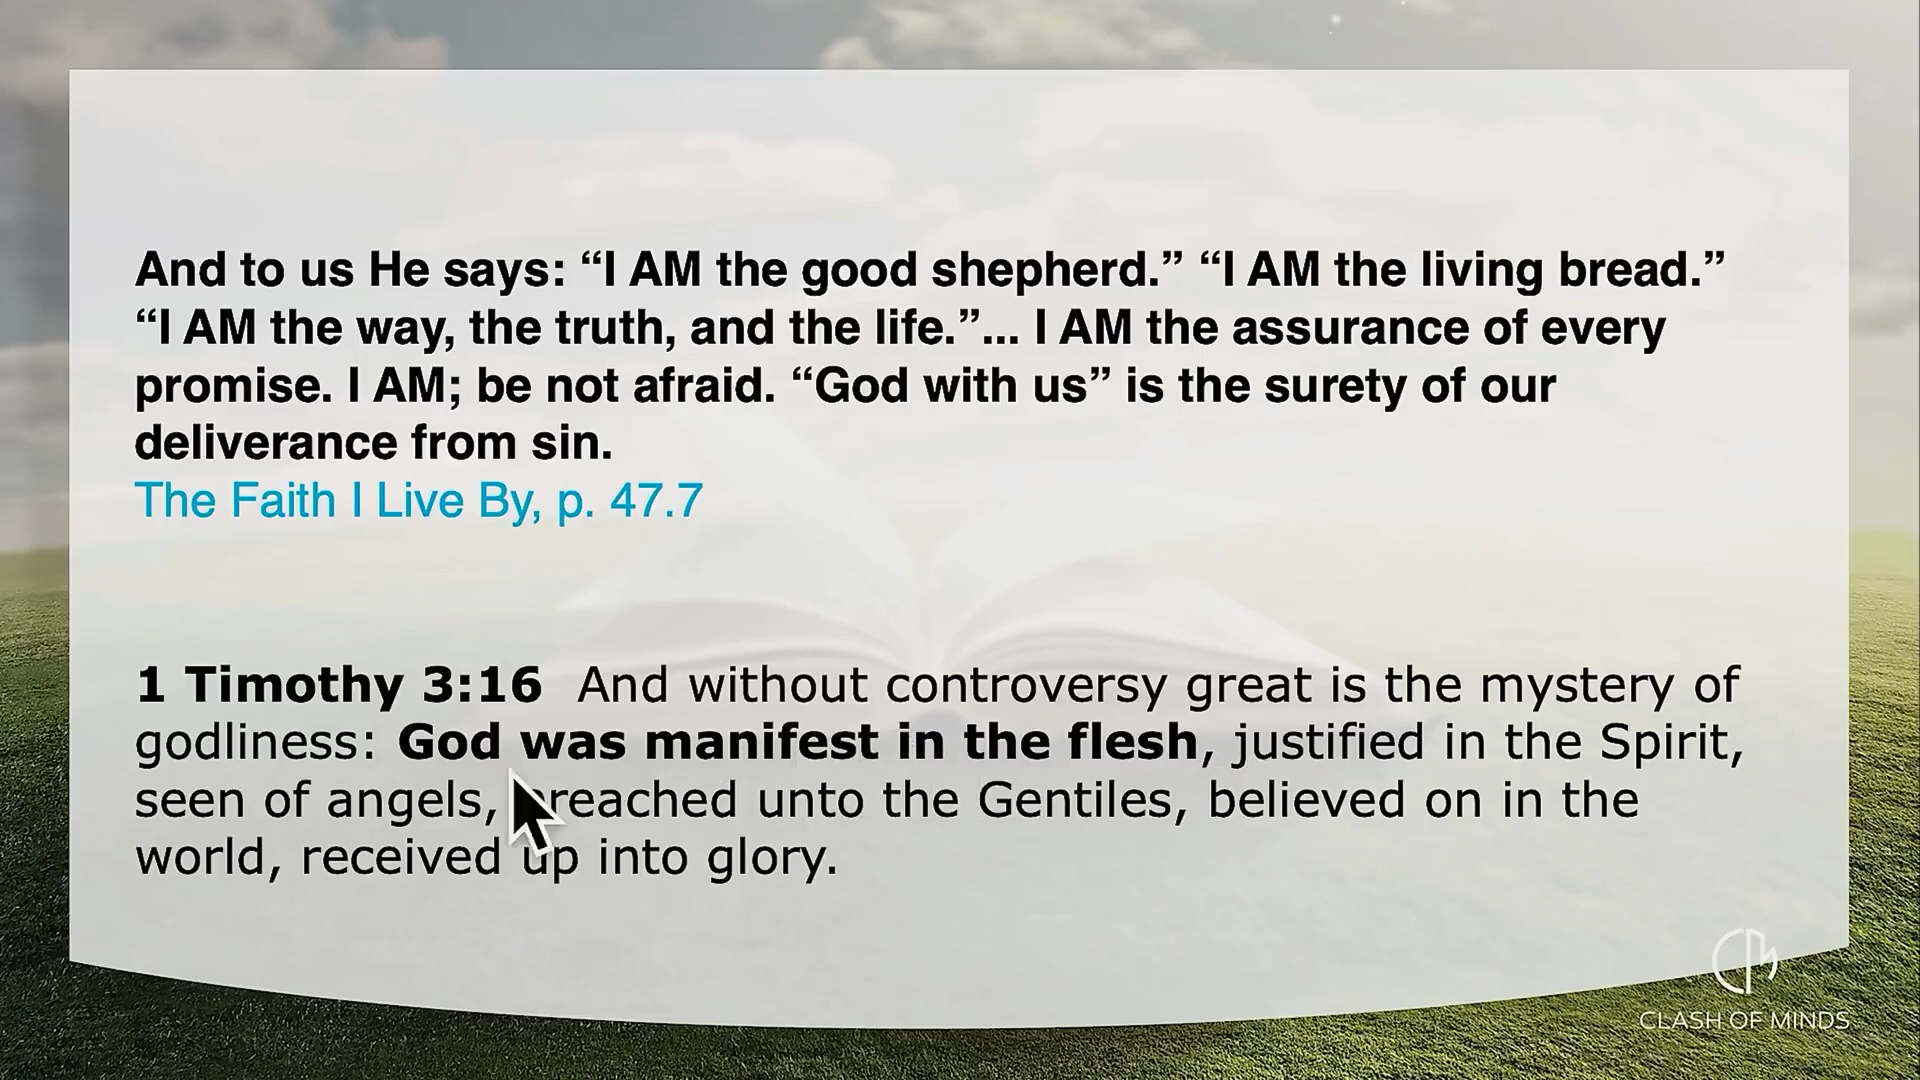 And to us He says: “I AM the good shepherd.” “I AM the living bread.”
“I AM the way, the truth, and the life.”... I AM the assurance of every
promise. I AM; be not afraid. “God with us” is the surety of our
deliverance from sin.
The Faith I Live By, p. 47.7
1 Timothy 3:16 And without controversy great is the mystery of
godliness: God was manifest in the flesh, justified in the Spirit,
seen of angels, preached unto the Gentiles, believed on in the
world, received up into glory.
CLASH OF MINDS